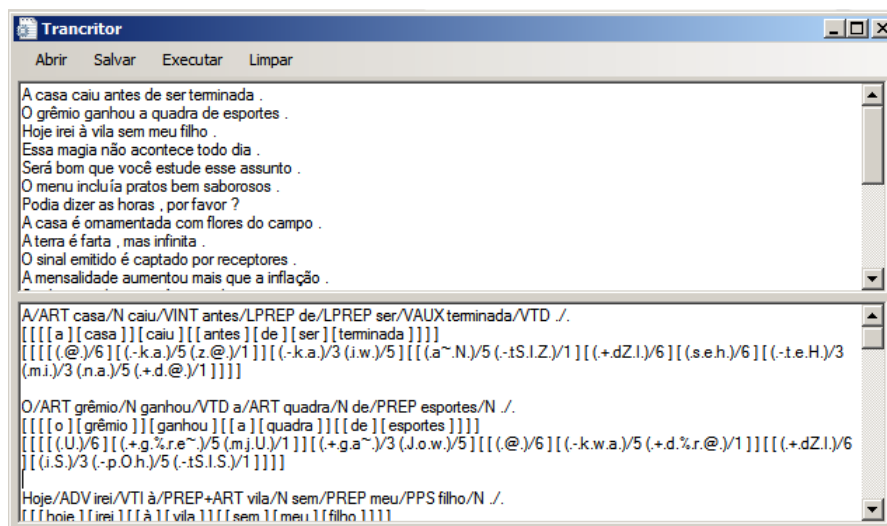 Trancritor
Abrir Salvar Executar Limpar
A casa caiu antes de ser terminada .
O grêmio ganhou a quadra de esportes .
Hoje irei à vila sem meu filho .
Essa magia não acontece todo dia .
Será bom que você estude esse assunto .
O menu incluía pratos bem saborosos .
Podia dizer as horas , por favor ?
A casa é ornamentada com flores do campo .
A terra é farta , mas infinita .
O sinal emitido é captado por receptores .
A mensalidade aumentou mais que a inflação .
A/ART casa/N caiu/VINT antes/LPREP de/LPREP ser/VAUX terminada/VTD ./.
[ [ [ [ a ] [ casa ] ] [ caiu ] [ [ antes ] [ de ] [ ser ] [ terminada ] ] ] ]
[ [ [ [ (.@.)/6 ] [ (.-k.a.)/5 (.z.@.)/1 ] ] [ (.-k.a.)/3 (.i.w.)/5 ] [ [ (.a~.N.)/5 (.-tS.I.Z.)/1 ] [ (.+.dZ.I.)/6 ] [ (.s.e.h.)/6 ] [ (.-.t.e.H.)/3
(.m.i.)/3 (.n.a.)/5 (.+.d.@.)/1 ] ] ] ]
O/ART grêmio/N ganhou/VTD a/ART quadra/N de/PREP esportes/N ./.
[ [ [ [ o ] [ grêmio ] ] [ ganhou ] [ [ a ] [ quadra ] ] [ [ de ] [ esportes ] ] ] ]
[ [ [ [ (.U.)/6 ] [ (.+.g.%.r.e~.)/5 (.m.j.U.)/1 ] ] [ (.+.g.a~.)/3 (.J.o.w.)/5 ] [ [ (.@.)/6 ] [ (.-k.w.a.)/5 (.+.d.%.r.@.)/1 ] ] [ [ (.+.dZ.I.)/6
] [ (.i.S.)/3 (.-.p.O.h.)/5 (.-tS.I.S.)/1 ] ] ] ]
Hoje/ADV irei/VTI à/PREP+ART vila/N sem/PREP meu/PPS filho/N ./.
[ [ [ hoje ] [ irei ] [ [ à ] [ vila ] ] [ [ sem ] [ meu ] [ filho ] ] ] ]